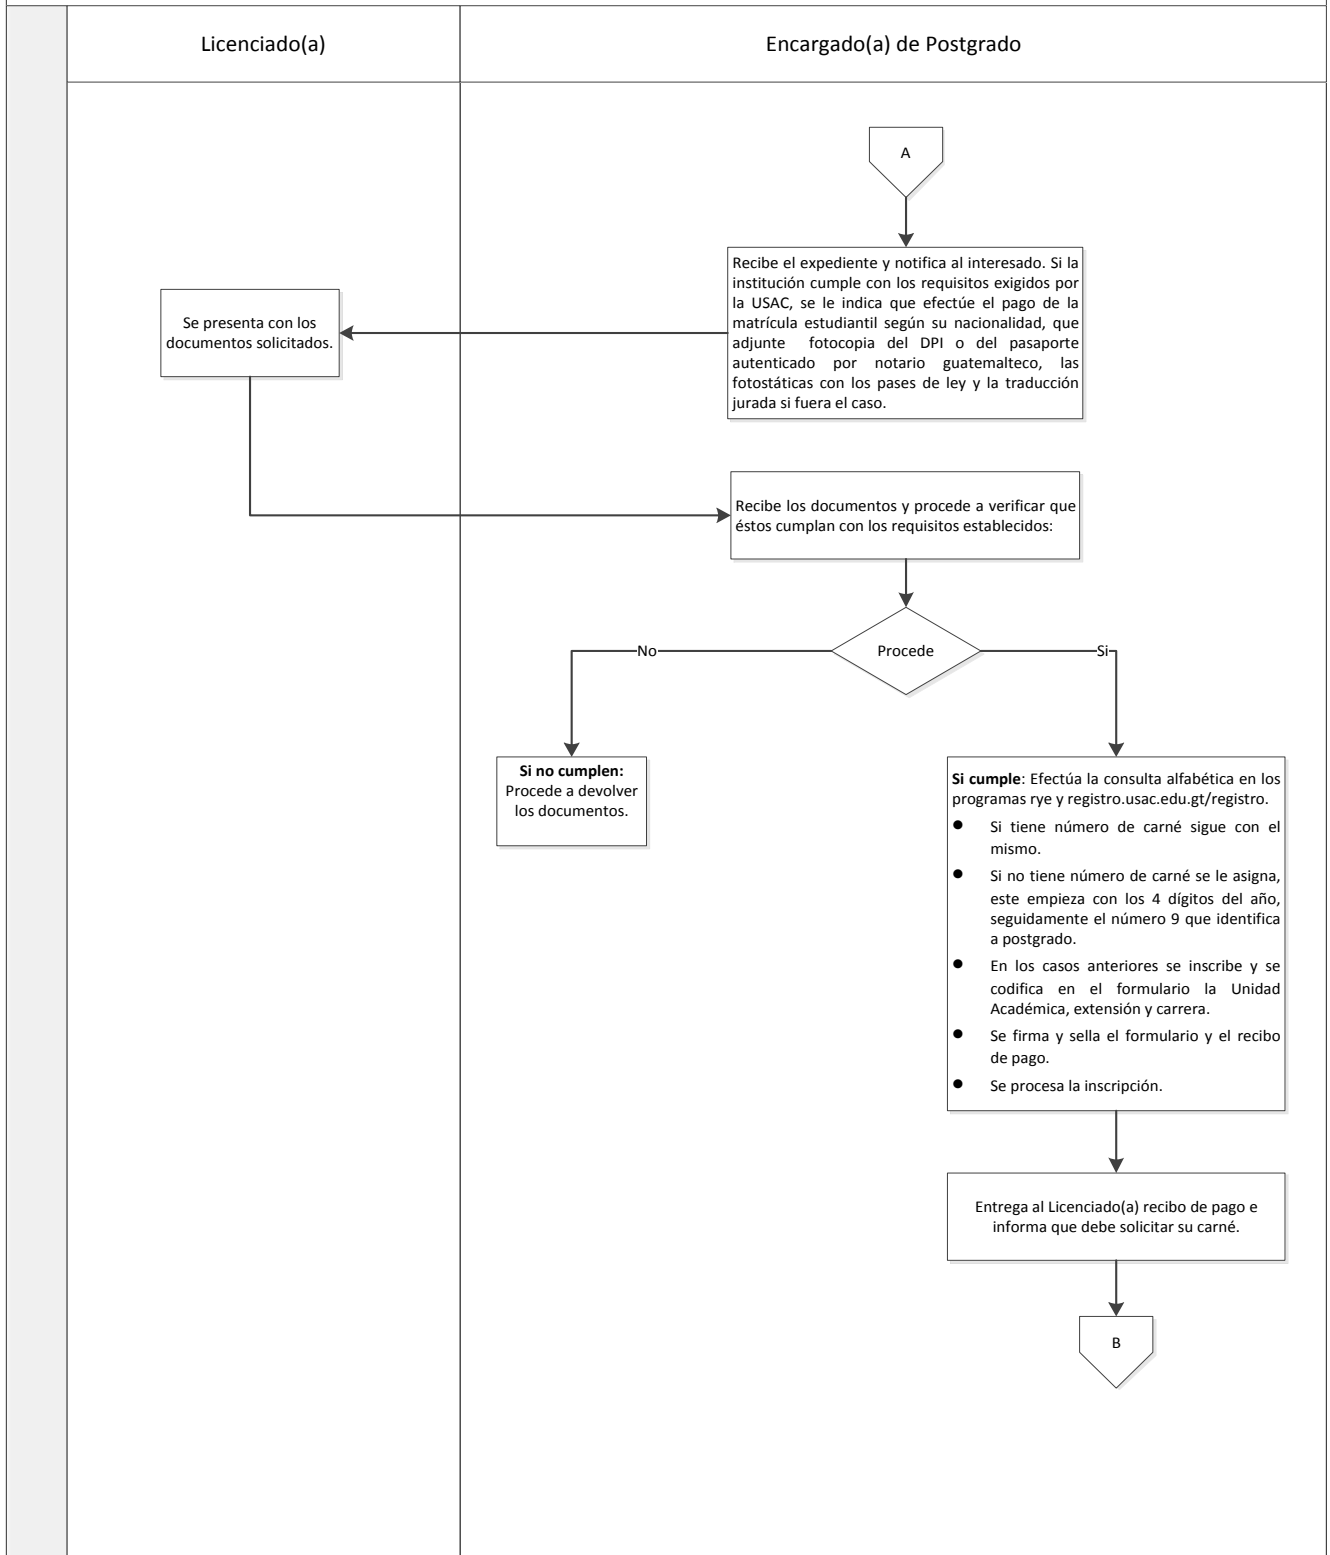 Licenciado(a)
Encargado(a) de Postgrado
A
Recibe el expediente y notifica al interesado. Si la
institución cumple con los requisitos exigidos por
la USAC, se le indica que efectúe el pago de la
matrícula estudiantil según su nacionalidad, que
adjunte fotocopia del DPI o del pasaporte
autenticado por notario guatemalteco, las
fotostáticas con los pases de ley y la traducción
jurada si fuera el caso.
Se presenta con los
documentos solicitados.
Recibe los documentos y procede a verificar que
éstos cumplan con los requisitos establecidos:
Procede
No
Si
Si no cumplen:
Procede a devolver
los documentos.
Si cumple: Efectúa la consulta alfabética en los
programas rye y registro.usac.edu.gt/registro.
● Si tiene número de carné sigue con el
mismo.
● Si no tiene número de carné se le asigna,
este empieza con los 4 dígitos del año,
seguidamente el número 9 que identifica
a postgrado.
● En los casos anteriores se inscribe y se
codifica en el formulario la Unidad
Académica, extensión y carrera.
● Se firma y sella el formulario y el recibo
de pago.
● Se procesa la inscripción.
Entrega al Licenciado(a) recibo de pago e
informa que debe solicitar su carné.
B